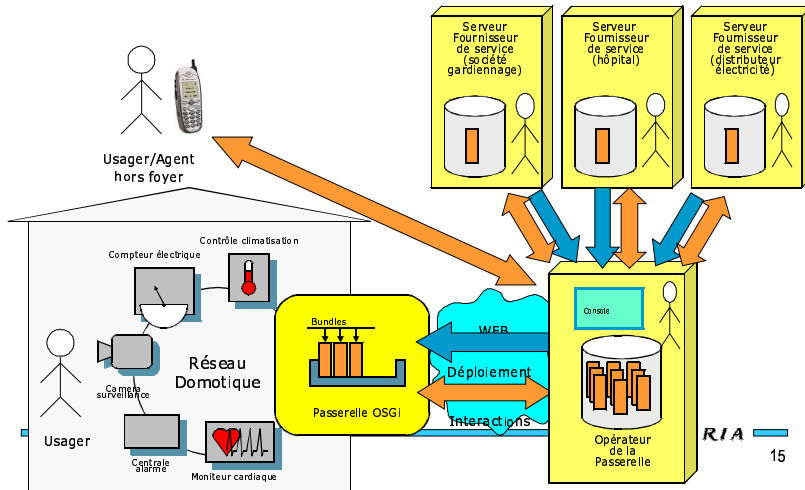 Serveur
Fournisseur
de service
(société
gardiennage)
Serveur
Fournisseur
de service
(hôpital)
Serveur
Fournisseur
de service
(distributeur
électricité)
Usager/Agent
hors foyer
Contrôle climatisation
Compteur électrique
Réseau
Domotique
Camera
surveillance
Usager
Centrale
alarme
Moniteur cardiaque
Bundles
Passerelle OSGi
WEB
Déploiement
Interactions
Console
Opérateur
de la
Passerelle
RIA
15